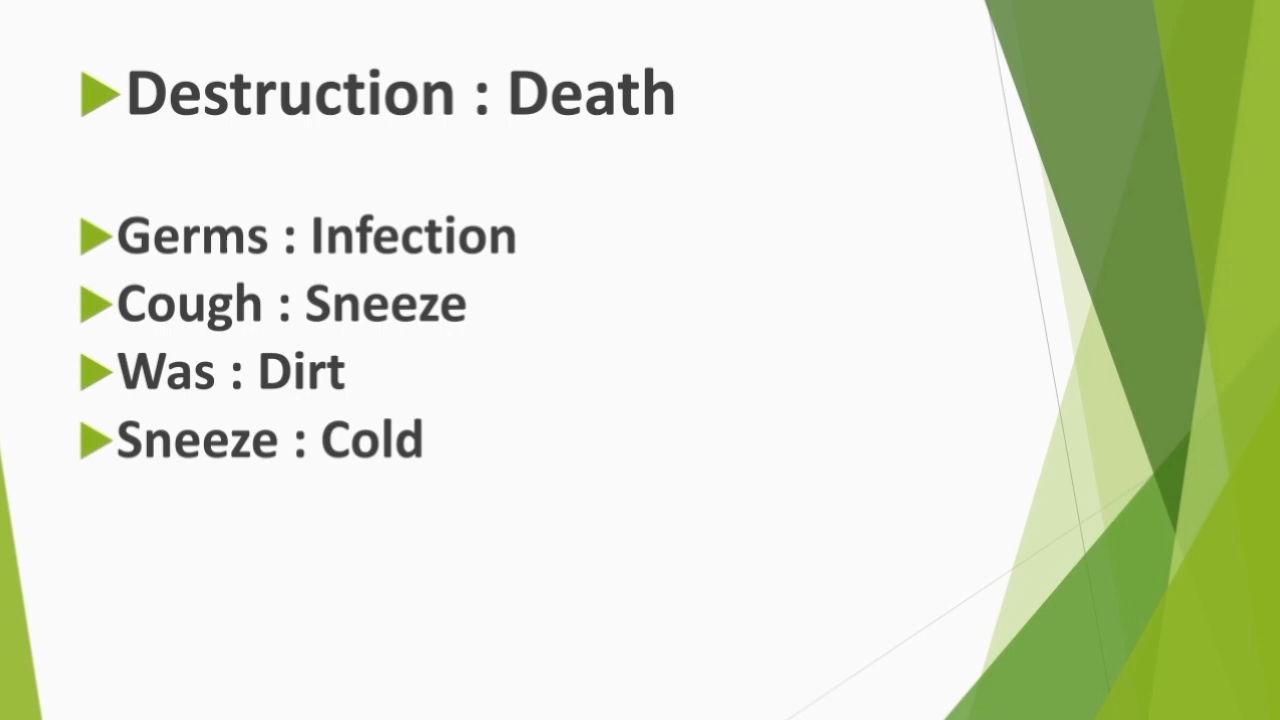 Destruction : Death
Germs : Infection
Cough : Sneeze
Was : Dirt
Sneeze : Cold